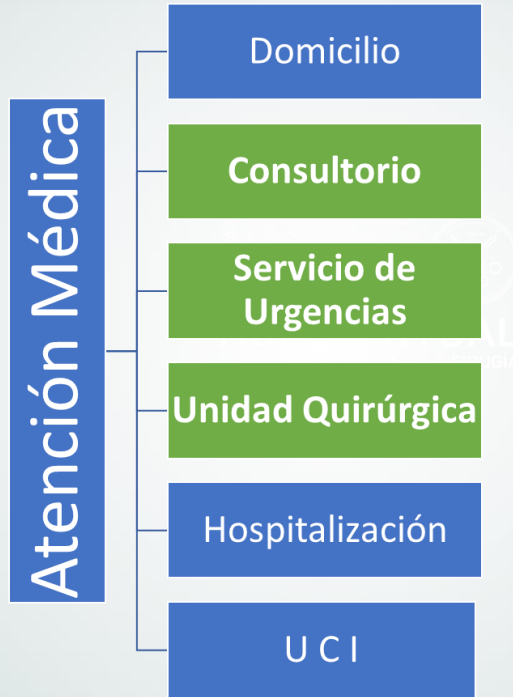 Atención Médica
Domicilio
Consultorio
Servicio de
Urgencias
Unidad Quirúrgica
Hospitalización
U C I